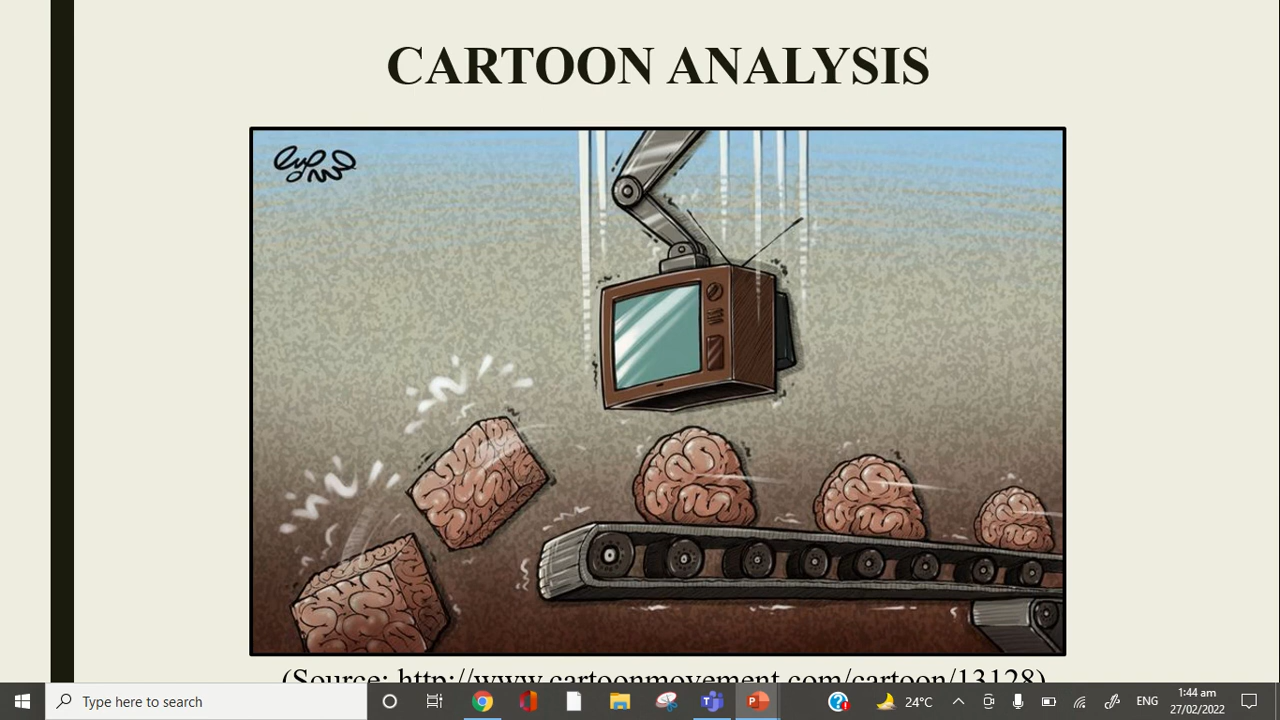 CARTOON ANALYSIS
(Source: http://www.cartoonmovement.com/cartoon/13128)
Type here to search
24°C
ENG
1:44 am
27/02/2022